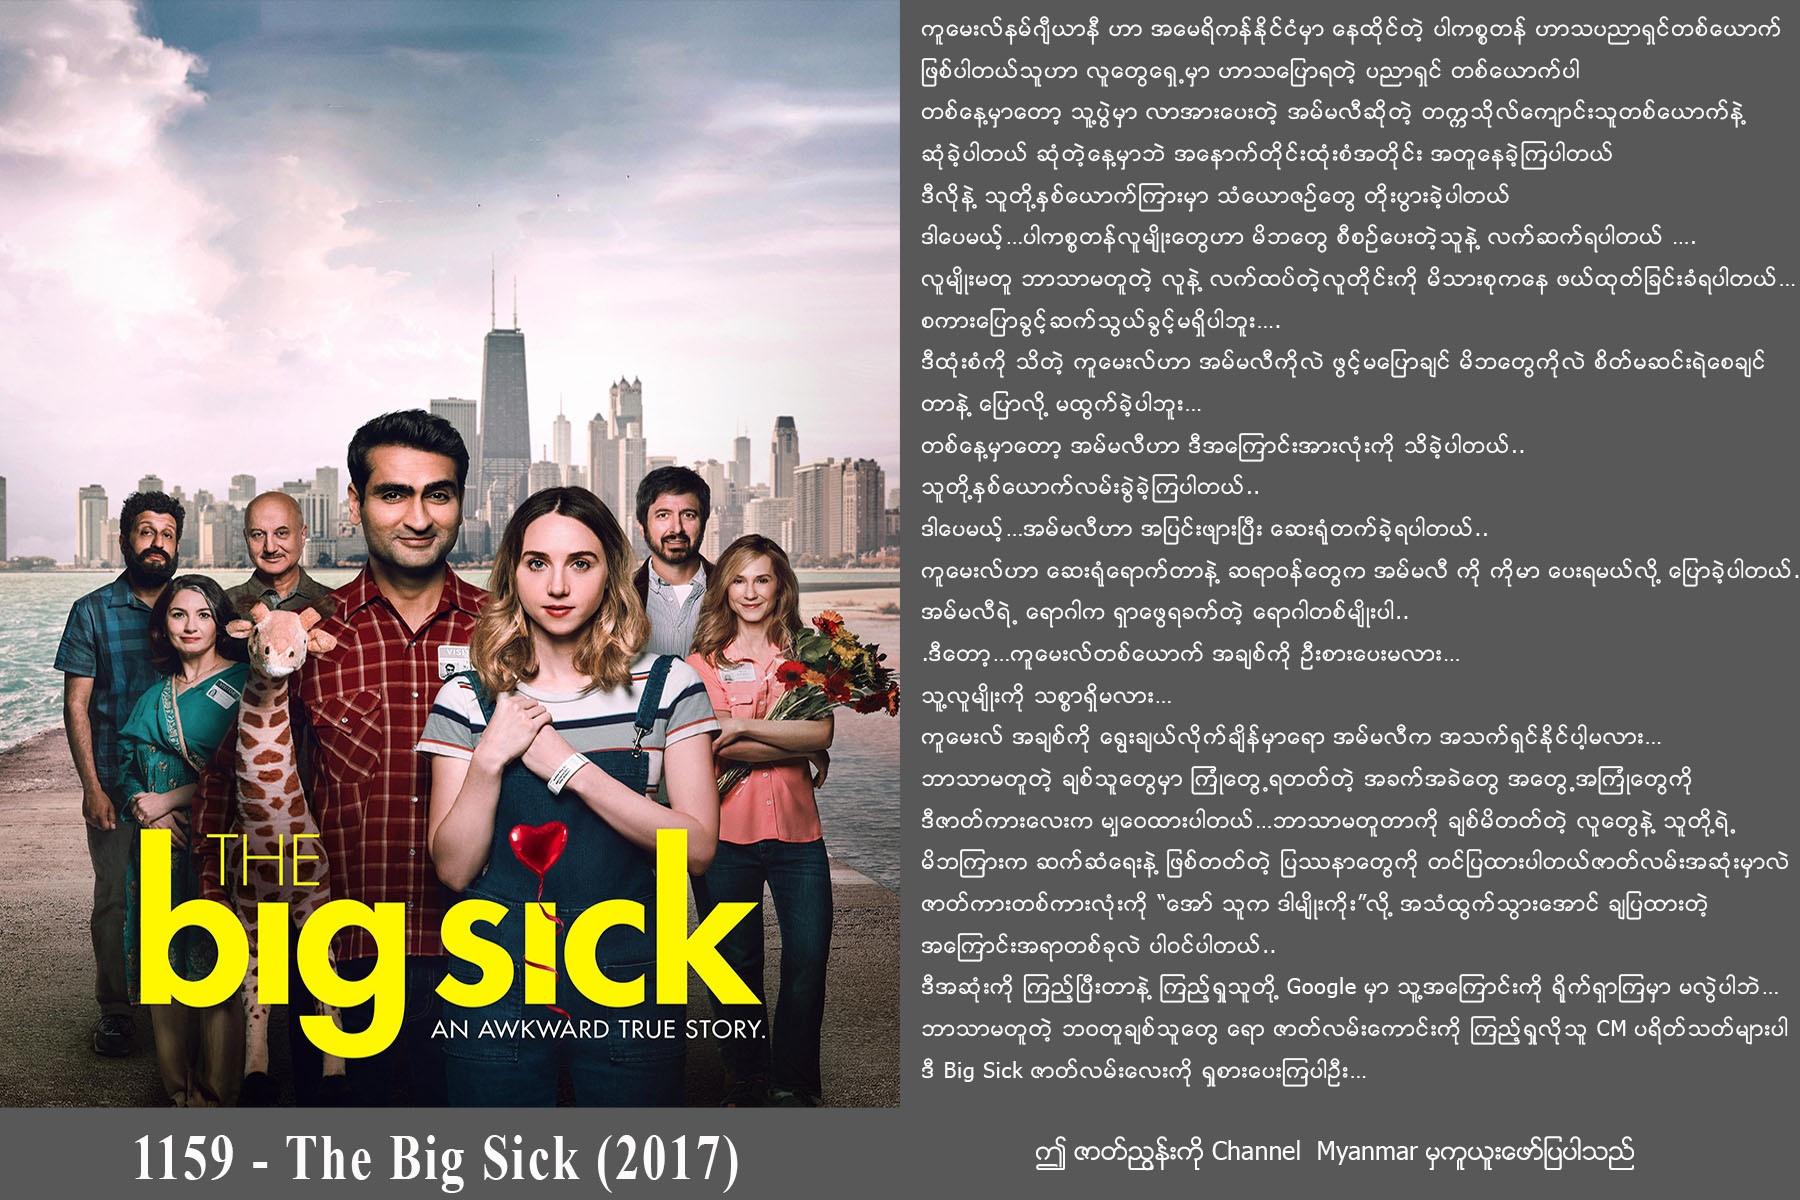 THE
big sick
AN AWKWARD TRUE STORY.
1159 - The Big Sick (2017)
ကူမေးလ်နမ်ဂျီယာနီ ဟာ အမေရိကန်နိုင်ငံမှာ နေထိုင်တဲ့ ပါကစ္စတန် ဟာသပညာရှင်တစ်ယောက်
ဖြစ်ပါတယ်သူဟာ လူတွေရှေ့မှာ ဟာသပြောရတဲ့ ပညာရှင် တစ်ယောက်ပါ
တစ်နေ့မှာတော့ သူ့ပွဲမှာ လာအားပေးတဲ့ အမ်မလီဆိုတဲ့ တက္ကသိုလ်ကျောင်းသူတစ်ယောက်နဲ့
ဆုံခဲ့ပါတယ် ဆုံတဲ့နေ့မှာဘဲ အနောက်တိုင်းထုံးစံအတိုင်း အတူနေခဲ့ကြပါတယ်
ဒီလိုနဲ့ သူတို့နှစ်ယောက်ကြားမှာ သံယောဇဉ်တွေ တိုးပွားခဲ့ပါတယ်
ဒါပေမယ့်...ပါကစ္စတန်လူမျိုးတွေဟာ မိဘတွေ စီစဉ်ပေးတဲ့သူနဲ့ လက်ဆက်ရပါတယ် ....
လူမျိုးမတူ ဘာသာမတူတဲ့ လူနဲ့ လက်ထပ်တဲ့လူတိုင်းကို မိသားစုကနေ ဖယ်ထုတ်ခြင်းခံရပါတယ်...
စကားပြောခွင့်ဆက်သွယ်ခွင့်မရှိပါဘူး....
ဒီထုံးစံကို သိတဲ့ ကူမေးလ်ဟာ အမ်မလီကိုလဲ ဖွင့်မပြောချင် မိဘတွေကိုလဲ စိတ်မဆင်းရဲစေချင်
တာနဲ့ ပြောလို့ မထွက်ခဲ့ပါဘူး...
တစ်နေ့မှာတော့ အမ်မလီဟာ ဒီအကြောင်းအားလုံးကို သိခဲ့ပါတယ်..
သူတို့နှစ်ယောက်လမ်းခွဲခဲ့ကြပါတယ်..
ဒါပေမယ့်...အမ်မလီဟာ အပြင်းဖျားပြီး ဆေးရုံတက်ခဲ့ရပါတယ်..
ကူမေးလ်ဟာ ဆေးရုံရောက်တာနဲ့ ဆရာဝန်တွေက အမ်မလီ ကို ကိုမာ ပေးရမယ်လို့ ပြောခဲ့ပါတယ်.
အမ်မလီရဲ့ ရောဂါက ရှာဖွေရခက်တဲ့ ရောဂါတစ်မျိုးပါ..
.ဒီတော့...ကူမေးလ်တစ်ယောက် အချစ်ကို ဦးစားပေးမလား...
သူ့လူမျိုးကို သစ္စာရှိမလား...
ကူမေးလ် အချစ်ကို ရွေးချယ်လိုက်ချိန်မှာရော အမ်မလီက အသက်ရှင်နိုင်ပါ့မလား...
ဘာသာမတူတဲ့ ချစ်သူတွေမှာ ကြုံတွေ့ရတတ်တဲ့ အခက်အခဲတွေ အတွေ့အကြုံတွေကို
ဒီဇာတ်ကားလေးက မျှဝေထားပါတယ်...ဘာသာမတူတာကို ချစ်မိတတ်တဲ့ လူတွေနဲ့ သူတို့ရဲ့
မိဘကြားက ဆက်ဆံရေးနဲ့ ဖြစ်တတ်တဲ့ ပြဿနာတွေကို တင်ပြထားပါတယ်ဇာတ်လမ်းအဆုံးမှာလဲ
ဇာတ်ကားတစ်ကားလုံးကို “အော် သူက ဒါမျိုးကိုး”လို့ အသံထွက်သွားအောင် ချပြထားတဲ့
အကြောင်းအရာတစ်ခုလဲ ပါဝင်ပါတယ်..
ဒီအဆုံးကို ကြည့်ပြီးတာနဲ့ ကြည့်ရှုသူတို့ Google မှာ သူ့အကြောင်းကို ရိုက်ရှာကြမှာ မလွဲပါဘဲ...
ဘာသာမတူတဲ့ ဘဝတူချစ်သူတွေ ရော ဇာတ်လမ်းကောင်းကို ကြည့်ရှုလိုသူ CM ပရိတ်သတ်များပါ
ဒီ Big Sick ဇာတ်လမ်းလေးကို ရှုစားပေးကြပါဦး...
ဤ ဇာတ်ညွှန်းကို Channel Myanmar မှကူယူးဖော်ပြပါသည်